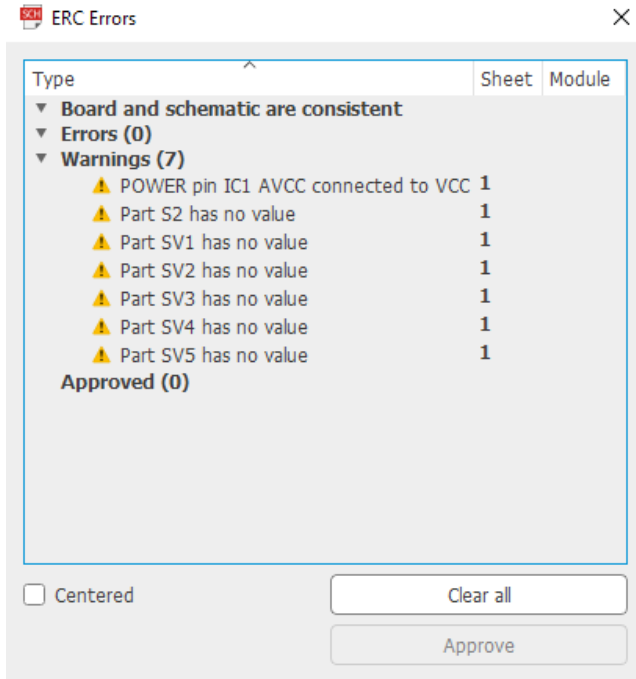 SCH ERC Errors
Type Sheet Module
Board and schematic are consistent
Errors (0)
Warnings (7)
POWER pin IC1 AVCC connected to VCC 1
Part S2 has no value 1
Part SV1 has no value 1
Part SV2 has no value 1
Part SV3 has no value 1
Part SV4 has no value 1
Part SV5 has no value 1
Approved (0)
Centered Clear all
Approve